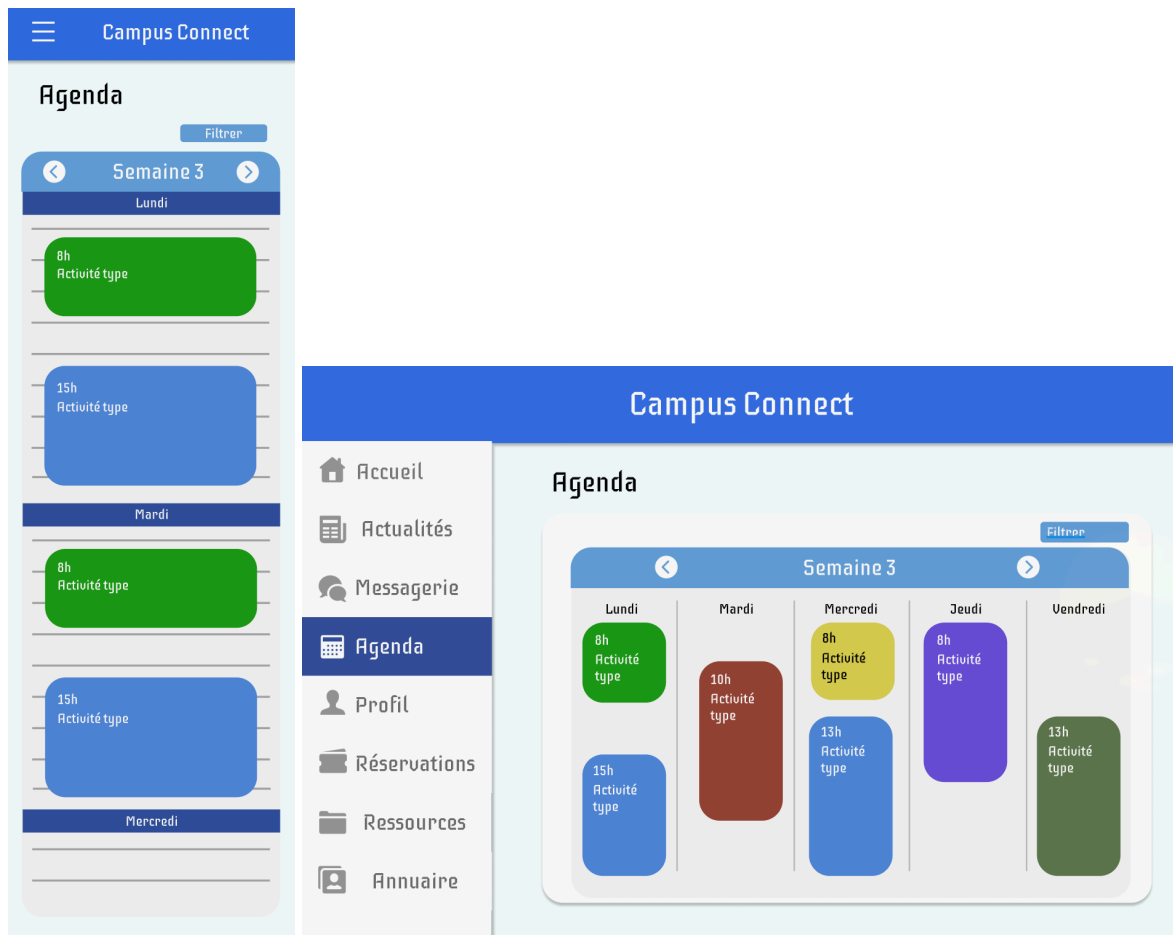 Campus Connect
Agenda
Filtrer
Semaine 3
Lundi
8h
Activité type
15h
Activité type
Mardi
8h
Activité type
15h
Activité type
Mercredi
Campus Connect
Accueil
Actualités
Messagerie
Agenda
Profil
Réservations
Ressources
Annuaire
Agenda
Filtrer
Semaine 3
Lundi Mardi Mercredi Jeudi Vendredi
8h
Activité
type
15h
Activité
type
10h
Activité
type
8h
Activité
type
13h
Activité
type
8h
Activité
type
13h
Activité
type